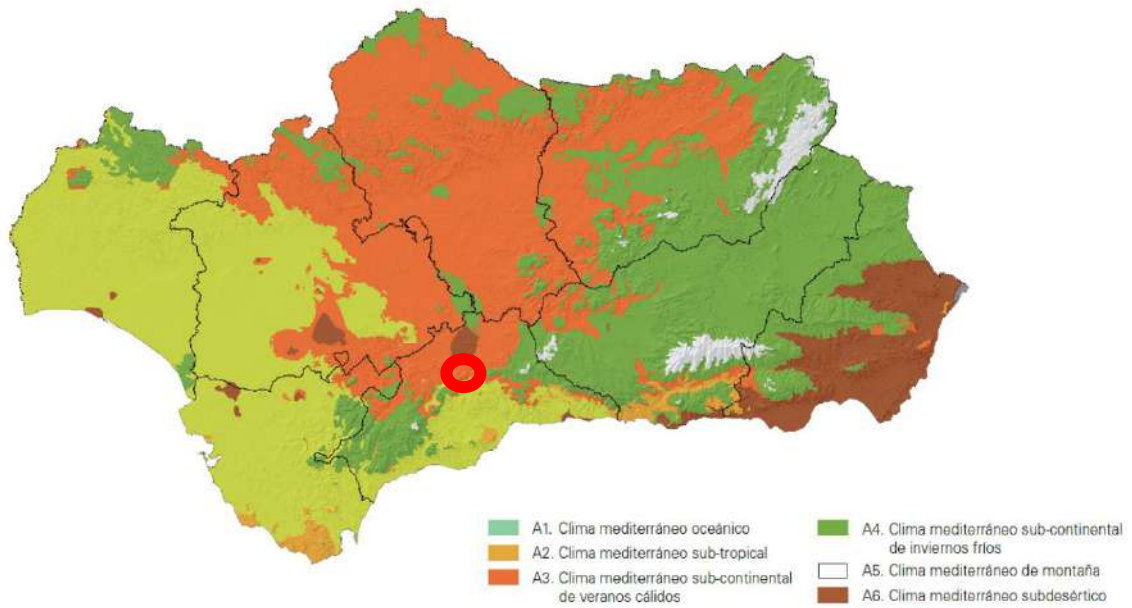 A1. Clima mediterráneo oceánico
A2. Clima mediterráneo sub-tropical
A3. Clima mediterráneo sub-continental
de veranos cálidos
A4. Clima mediterráneo sub-continental
de inviernos fríos
A5. Clima mediterráneo de montaña
A6. Clima mediterráneo subdesértico